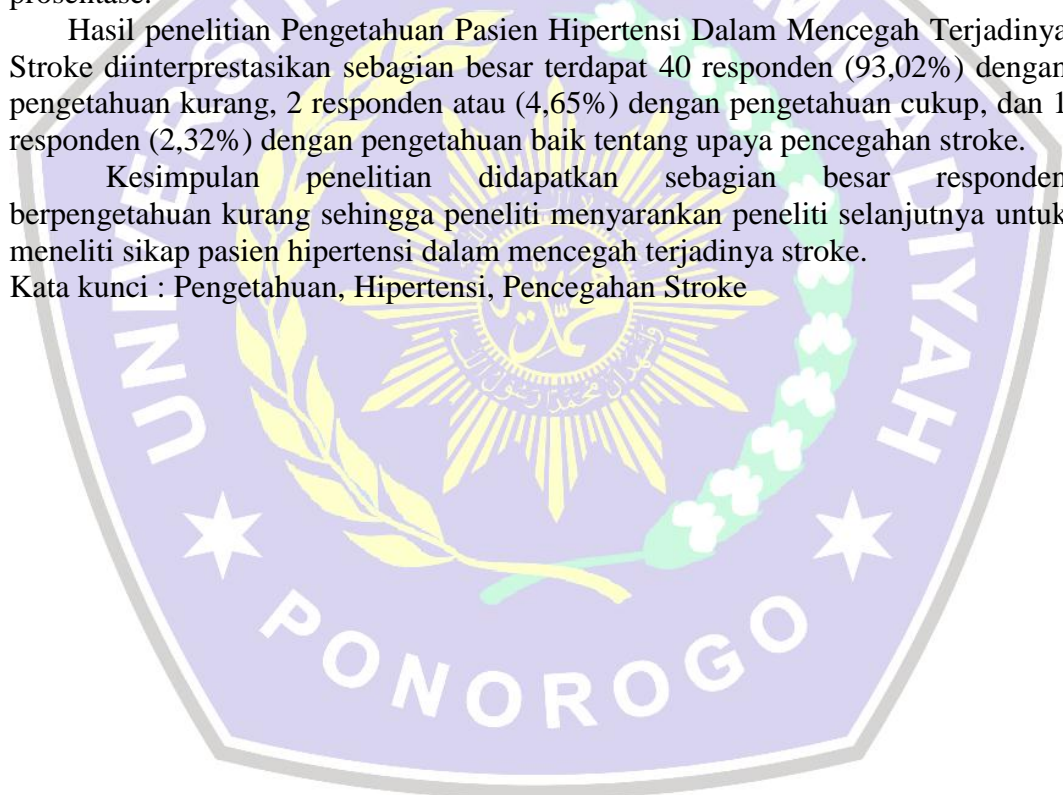 prosentase.
Hasil penelitian Pengetahuan Pasien Hipertensi Dalam Mencegah Terjadinya
Stroke diinterprestasikan sebagian besar terdapat 40 responden (93,02%) dengan
pengetahuan kurang, 2 responden atau (4,65%) dengan pengetahuan cukup, dan 1
responden (2,32%) dengan pengetahuan baik tentang upaya pencegahan stroke.
Kesimpulan penelitian didapatkan sebagian besar responden
berpengetahuan kurang sehingga peneliti menyarankan peneliti selanjutnya untuk
meneliti sikap pasien hipertensi dalam mencegah terjadinya stroke.
Kata kunci : Pengetahuan, Hipertensi, Pencegahan Stroke
PONOROGO